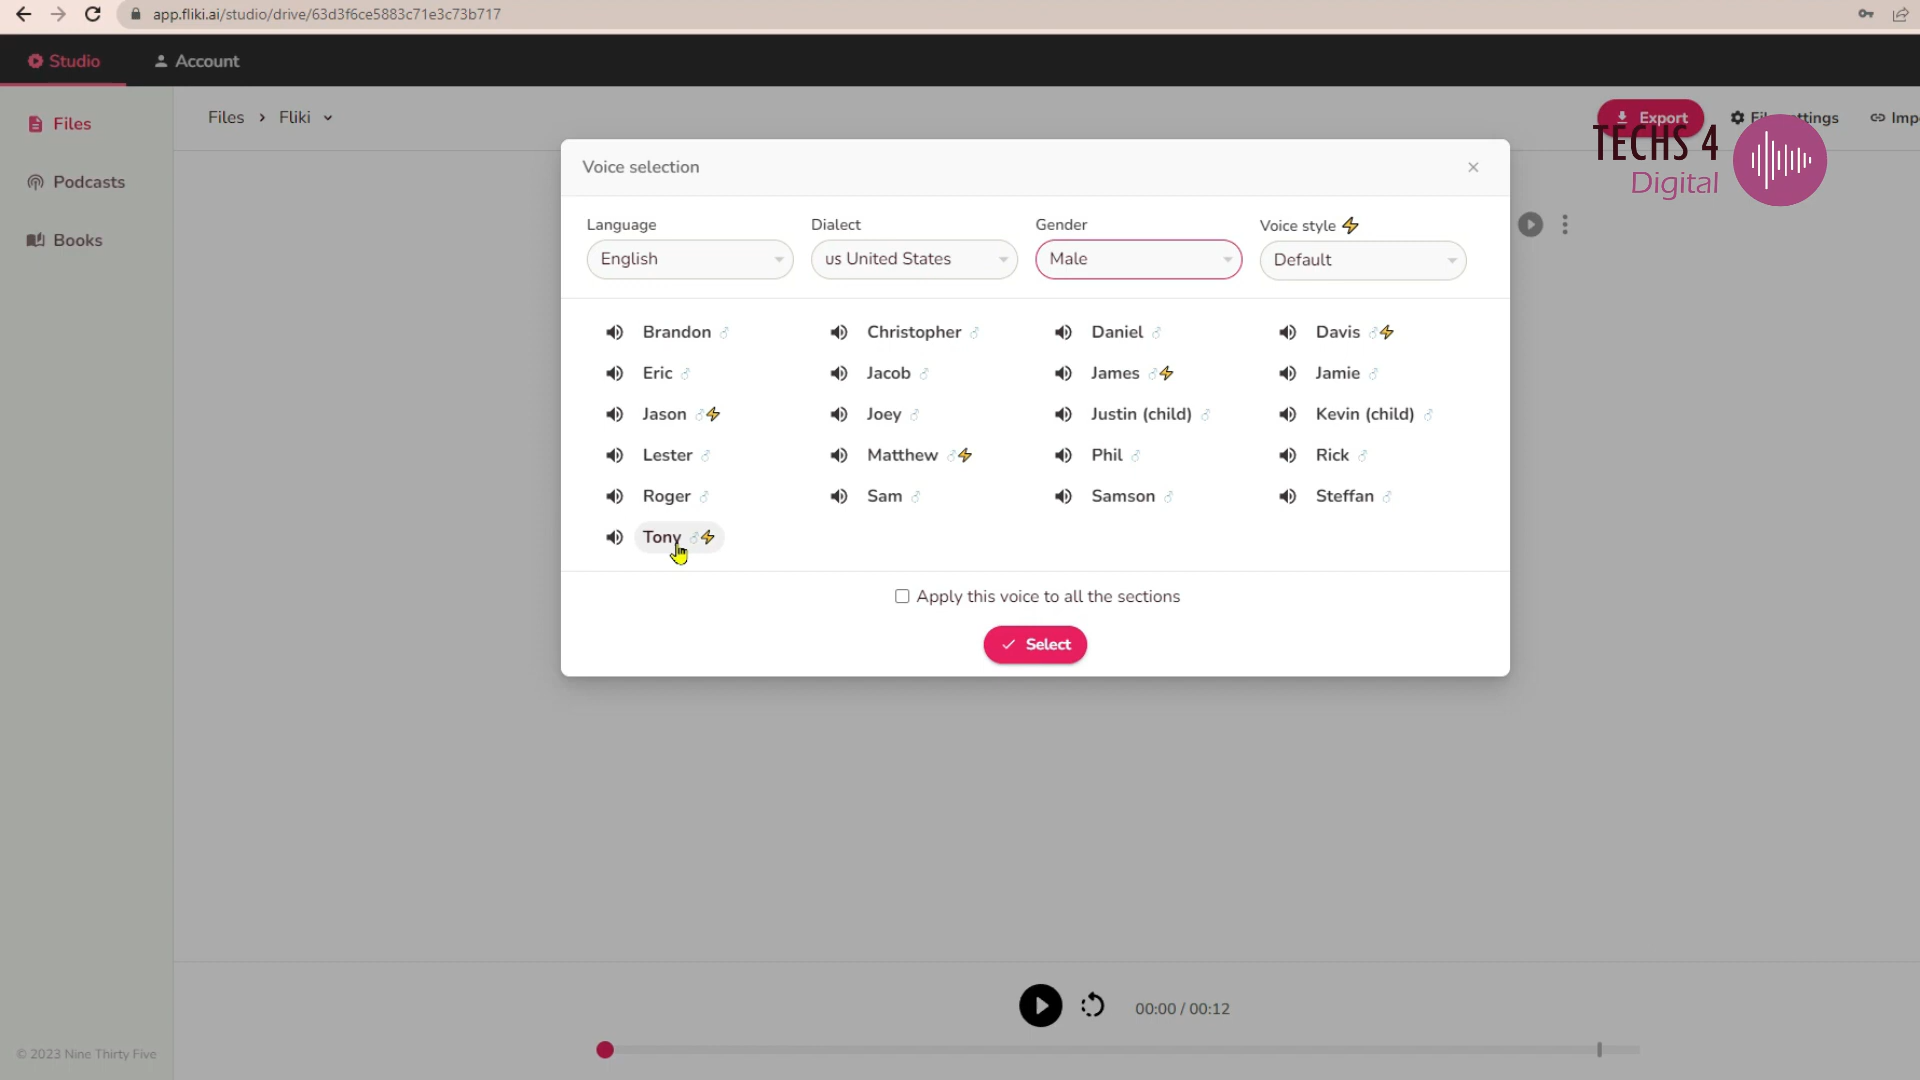 app.fliki.ai/studio/drive/63d3f6ce5883c71e3c73b717
Studio Account
Files
Podcasts
Books
Files > Fliki
Export
ttings
Imp
TECHS 4
Digital
Voice selection
Language Dialect Gender Voice style
English us United States Male Default
Brandon Christopher Daniel Davis
Eric Jacob James Jamie
Jason Joey Justin (child) Kevin (child)
Lester Matthew Phil Rick
Roger Sam Samson Steffan
Tony
Apply this voice to all the sections
Select
00:00 / 00:12
© 2023 Nine Thirty Five